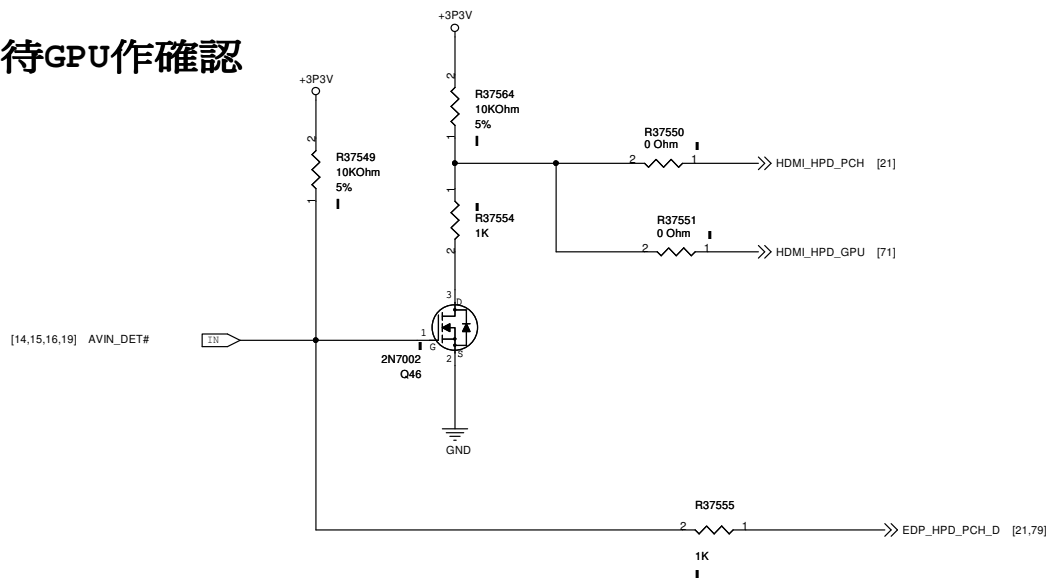 待GPU作確認
+3P3V
+3P3V
2
R37564
10KOhm
5%
1
2
R37549
10KOhm
5%
1
R37550
0 Ohm
2
1
HDMI_HPD_PCH [21]
1
R37554
1K
2
R37551
0 Ohm
2
1
HDMI_HPD_GPU [71]
3
D
[14,15,16,19] AVIN_DET#
IN
1
G
S
2
2N7002
Q46
GND
R37555
2
1
EDP_HPD_PCH_D [21,79]
1K